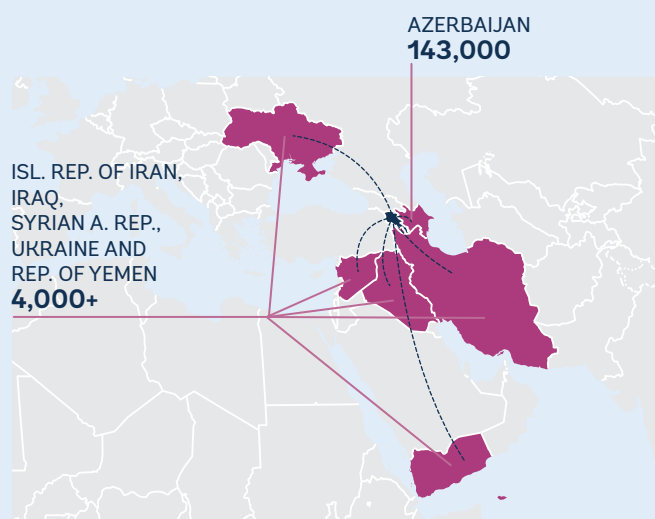 AZERBAIJAN
143,000
ISL. REP. OF IRAN,
IRAQ,
SYRIAN A. REP.,
UKRAINE AND
REP. OF YEMEN
4,000+